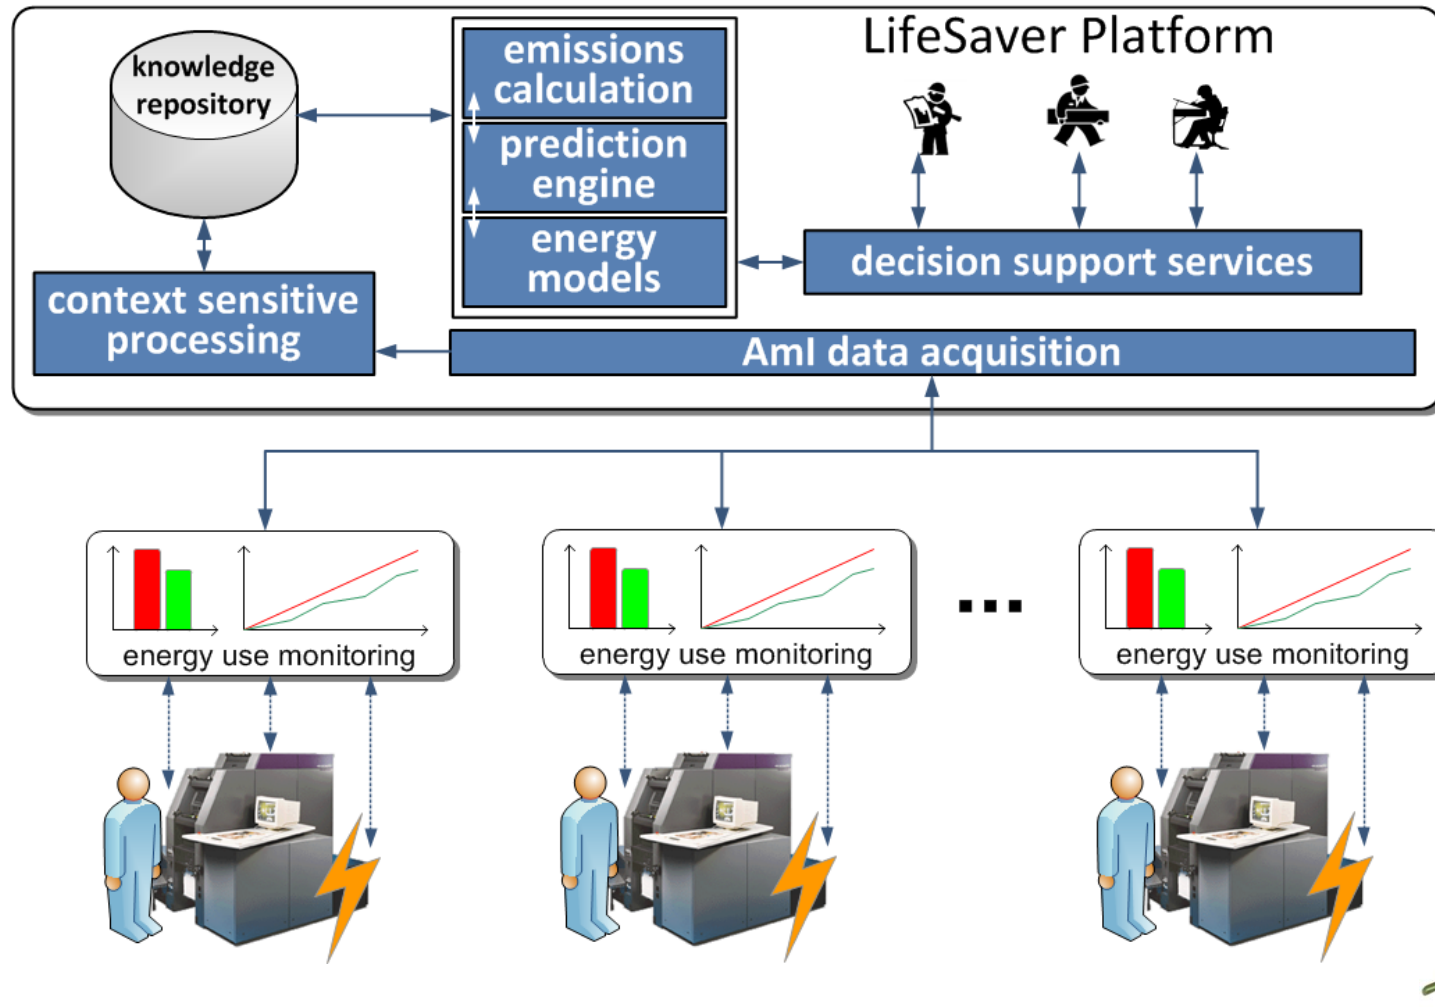 LifeSaver Platform
knowledge
repository
emissions
calculation
prediction
engine
energy
models
decision support services
context sensitive
processing
AmI data acquisition
energy use monitoring
energy use monitoring
energy use monitoring